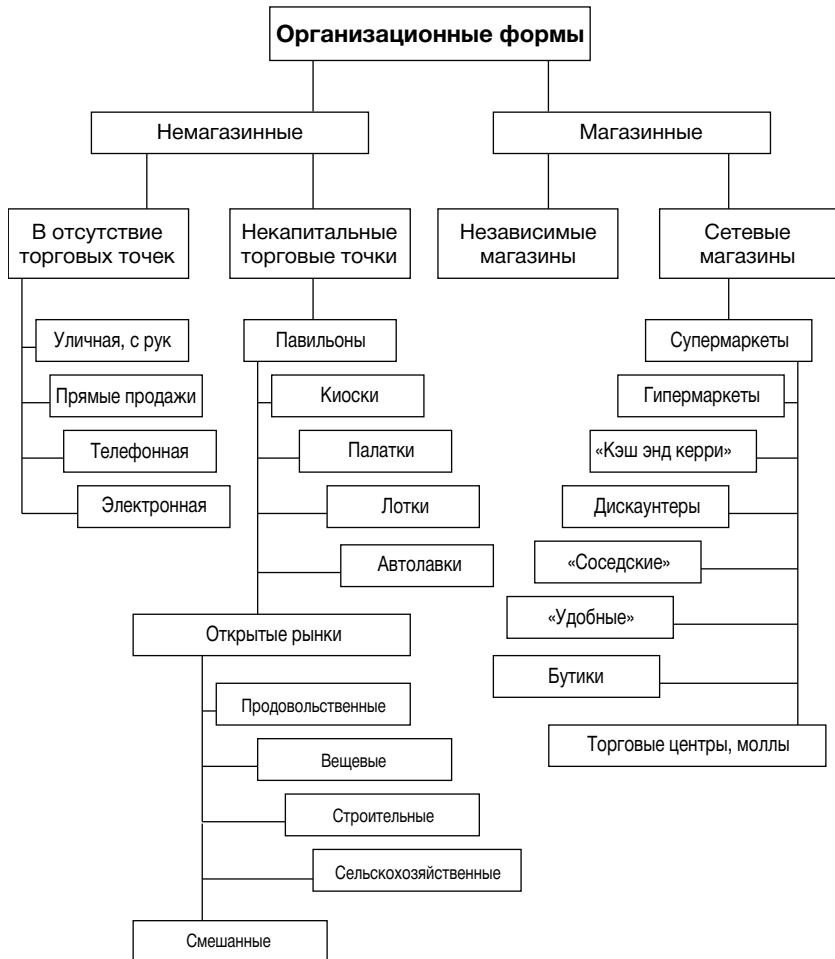 Организационные формы
Немагазинные
Магазинные
В отсутствие
торговых точек
Некапитальные
торговые точки
Независимые
магазины
Сетевые
магазины
Уличная, с рук
Прямые продажи
Телефонная
Электронная
Павильоны
Киоски
Палатки
Лотки
Автолавки
Открытые рынки
Продовольственные
Вещевые
Строительные
Сельскохозяйственные
Смешанные
Супермаркеты
Гипермаркеты
«Кэш энд керри»
Дискаунтеры
«Соседские»
«Удобные»
Бутики
Торговые центры, моллы